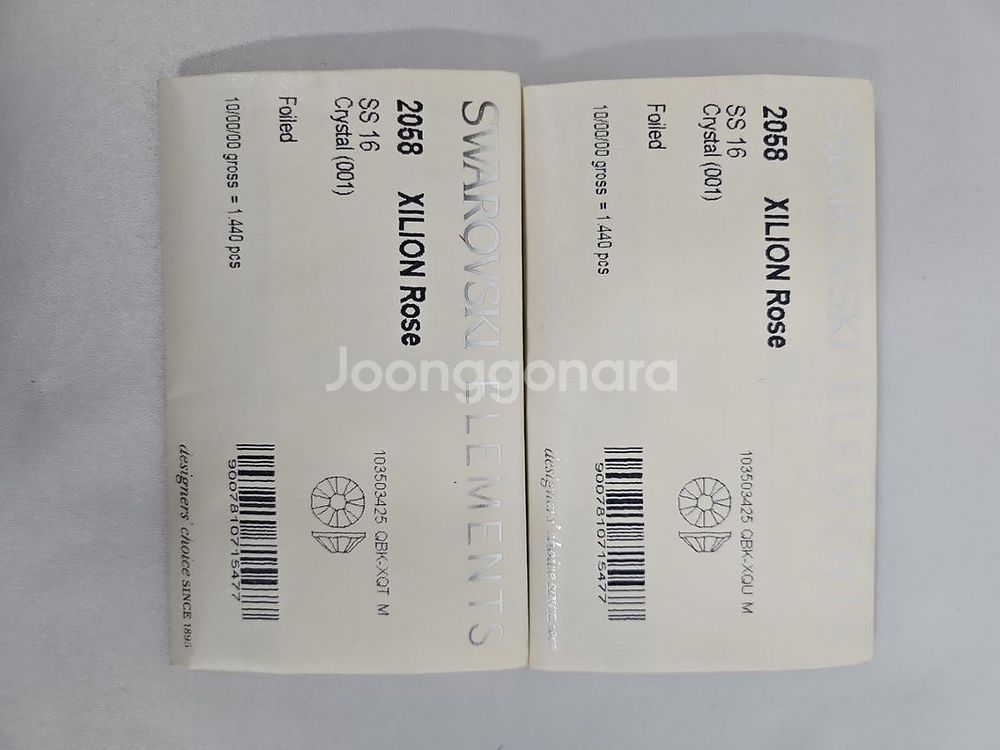 SWAROVSKI ELEMENTS
2058 XILION Rose
SS 16
Crystal (001)
Foiled
10/00/00 gross = 1.440 pcs
103503425 QBK-XQT M
9007810715477
designers' choice SINCE 1895
SWAROVSKI ELEMENTS
2058 XILION Rose
SS 16
Crystal (001)
Foiled
10/00/00 gross = 1.440 pcs
103503425 QBK-XQU M
9007810715477
designers' choice SINCE
Joonggonara